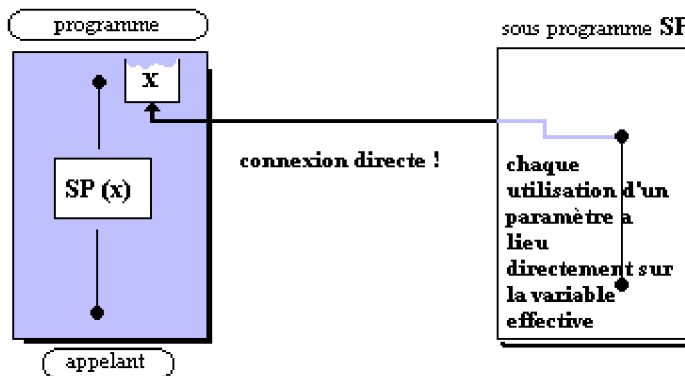 programme
sous programme SP
x
SP (x)
connexion directe !
chaque
utilisation d'un
paramètre a
lieu
directement sur
la variable
effective
appelant